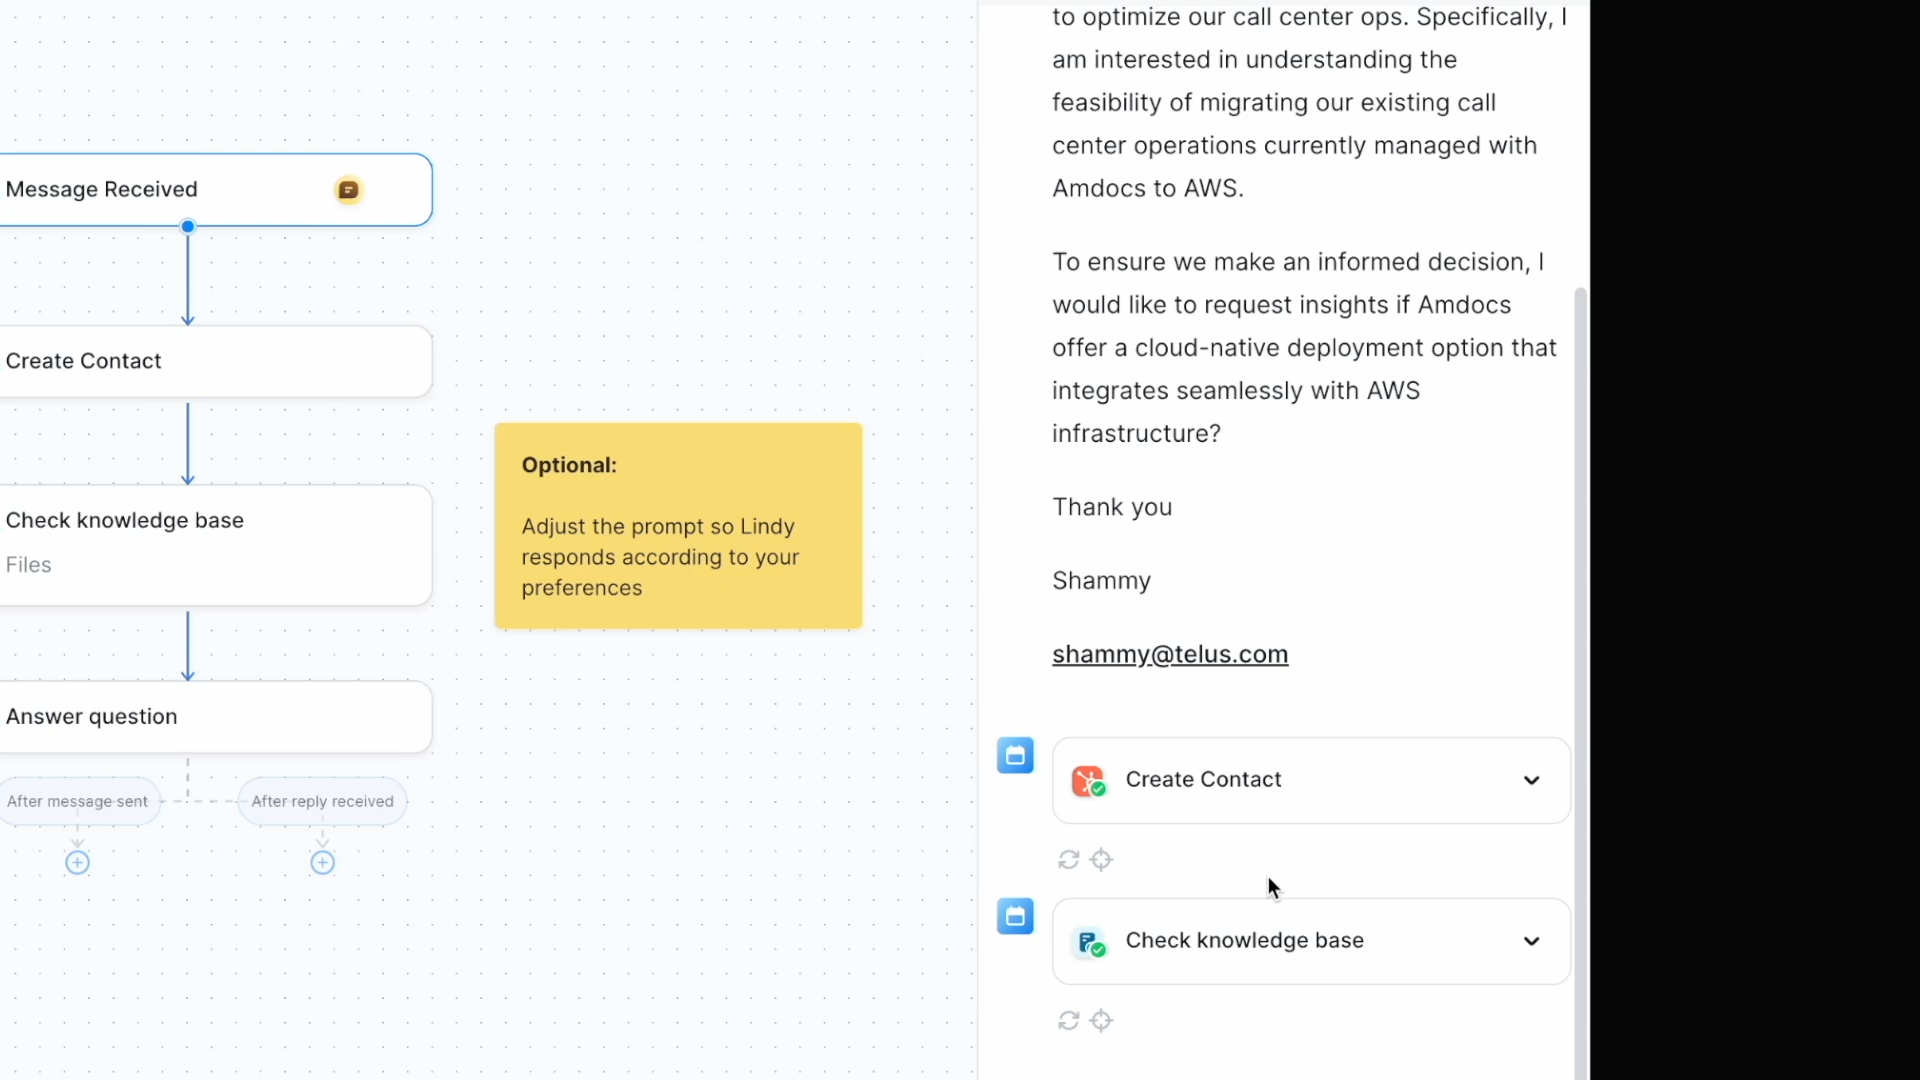 Message Received
Create Contact
Check knowledge base
Files
Answer question
After message sent
After reply received
Optional:
Adjust the prompt so Lindy
responds according to your
preferences
to optimize our call center ops. Specifically, I
am interested in understanding the
feasibility of migrating our existing call
center operations currently managed with
Amdocs to AWS.
To ensure we make an informed decision, I
would like to request insights if Amdocs
offer a cloud-native deployment option that
integrates seamlessly with AWS
infrastructure?
Thank you
Shammy
shammy@telus.com
Create Contact
Check knowledge base